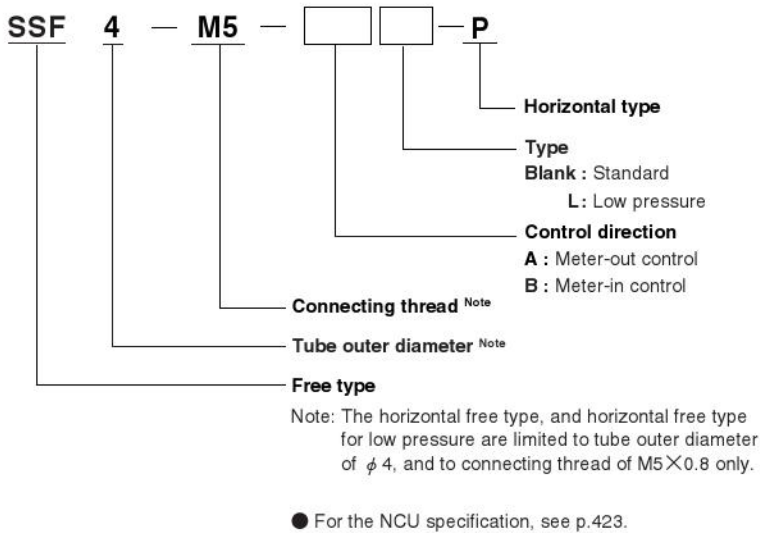 SSF 4 — M5 — — P
Horizontal type
Type
Blank : Standard
L : Low pressure
Control direction
A : Meter-out control
B : Meter-in control
Connecting thread Note
Tube outer diameter Note
Free type
Note: The horizontal free type, and horizontal free type
for low pressure are limited to tube outer diameter
of ϕ 4, and to connecting thread of M5×0.8 only.
● For the NCU specification, see p.423.